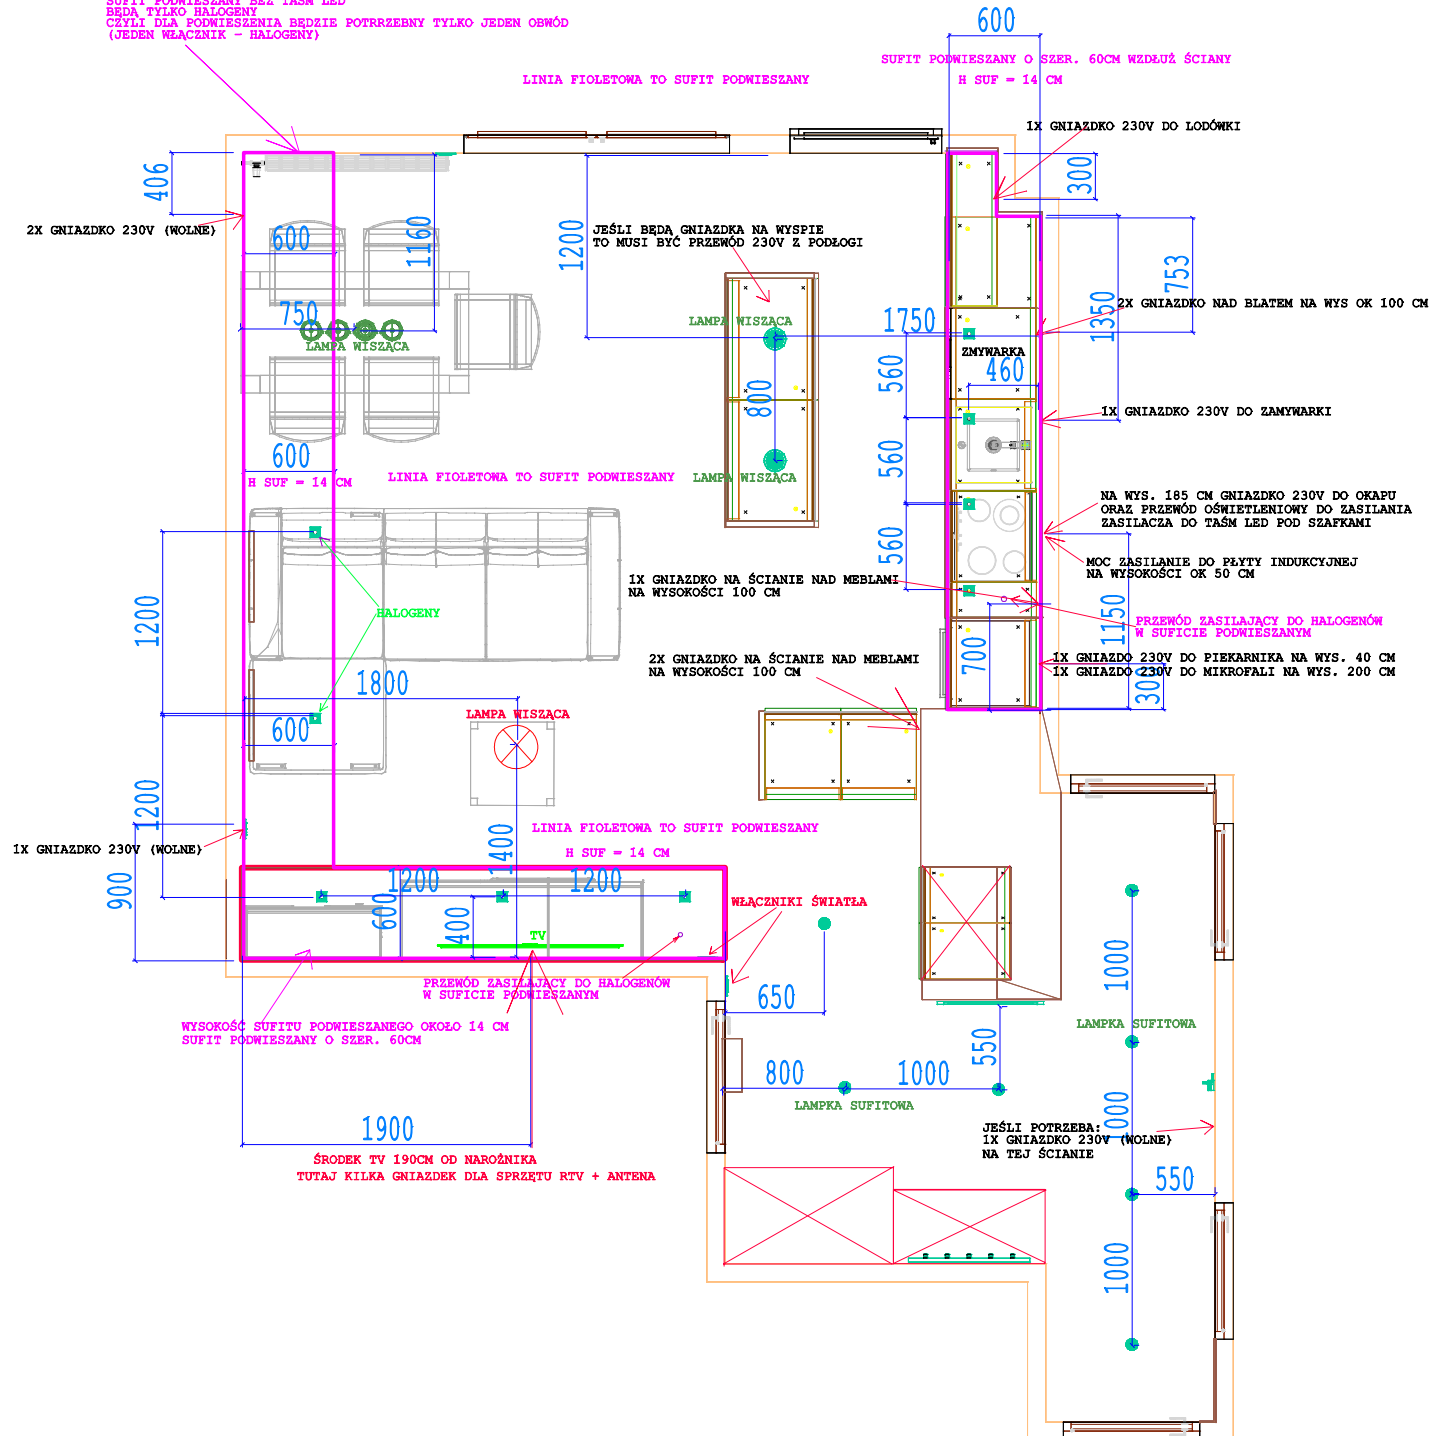 SUFIT PODWIESZANY BEZ TAŚM LED
BĘDĄ TYLKO HALOGENY
CZYLI DLA PODWIESZENIA BĘDZIE POTRRZEBNY TYLKO JEDEN OBWÓD
(JEDEN WŁĄCZNIK - HALOGENY)
600
SUFIT PODWIESZANY O SZER. 60CM WZDŁUŻ ŚCIANY
LINIA FIOLETOWA TO SUFIT PODWIESZANY
H SUF = 14 CM
1X GNIAZDKO 230V DO LODÓWKI
406
300
2X GNIAZDKO 230V (WOLNE)
600
1160
1200
JEŚLI BĘDĄ GNIAZDKA NA WYSPIE
TO MUSI BYĆ PRZEWÓD 230V Z PODŁOGI
753
1350
2X GNIAZDKO NAD BLATEM NA WYS OK 100 CM
750
LAMPA WISZĄCA
LAMPA WISZĄCA
1750
ZMYWARKA
460
560
800
1X GNIAZDKO 230V DO ZAMYWARKI
600
H SUF = 14 CM
LINIA FIOLETOWA TO SUFIT PODWIESZANY
LAMPA WISZĄCA
560
NA WYS. 185 CM GNIAZDKO 230V DO OKAPU
ORAZ PRZEWÓD OŚWIETLENIOWY DO ZASILANIA
ZASILACZA DO TAŚM LED POD SZAFKAMI
560
MOC ZASILANIE DO PŁYTY INDUKCYJNEJ
NA WYSOKOŚCI OK 50 CM
1X GNIAZDKO NA ŚCIANIE NAD MEBLAMI
NA WYSOKOŚCI 100 CM
1200
HALOGENY
1150
PRZEWÓD ZASILAJĄCY DO HALOGENÓW
W SUFICIE PODWIESZANYM
700
2X GNIAZDKO NA ŚCIANIE NAD MEBLAMI
NA WYSOKOŚCI 100 CM
1X GNIAZDO 230V DO PIEKARNIKA NA WYS. 40 CM
1X GNIAZDO 230V DO MIKROFALI NA WYS. 200 CM
300
1800
LAMPA WISZĄCA
600
1200
1X GNIAZDKO 230V (WOLNE)
1400
LINIA FIOLETOWA TO SUFIT PODWIESZANY
H SUF = 14 CM
900
1200
1200
600
400
TV
WŁĄCZNIKI ŚWIATŁA
PRZEWÓD ZASILAJĄCY DO HALOGENÓW
W SUFICIE PODWIESZANYM
650
1000
WYSOKOŚĆ SUFITU PODWIESZANEGO OKOŁO 14 CM
SUFIT PODWIESZANY O SZER. 60CM
LAMPKA SUFITOWA
550
800
1000
LAMPKA SUFITOWA
1900
1000
JEŚLI POTRZEBA:
1X GNIAZDKO 230V (WOLNE)
NA TEJ ŚCIANIE
ŚRODEK TV 190CM OD NAROŻNIKA
TUTAJ KILKA GNIAZDEK DLA SPRZĘTU RTV + ANTENA
550
1000